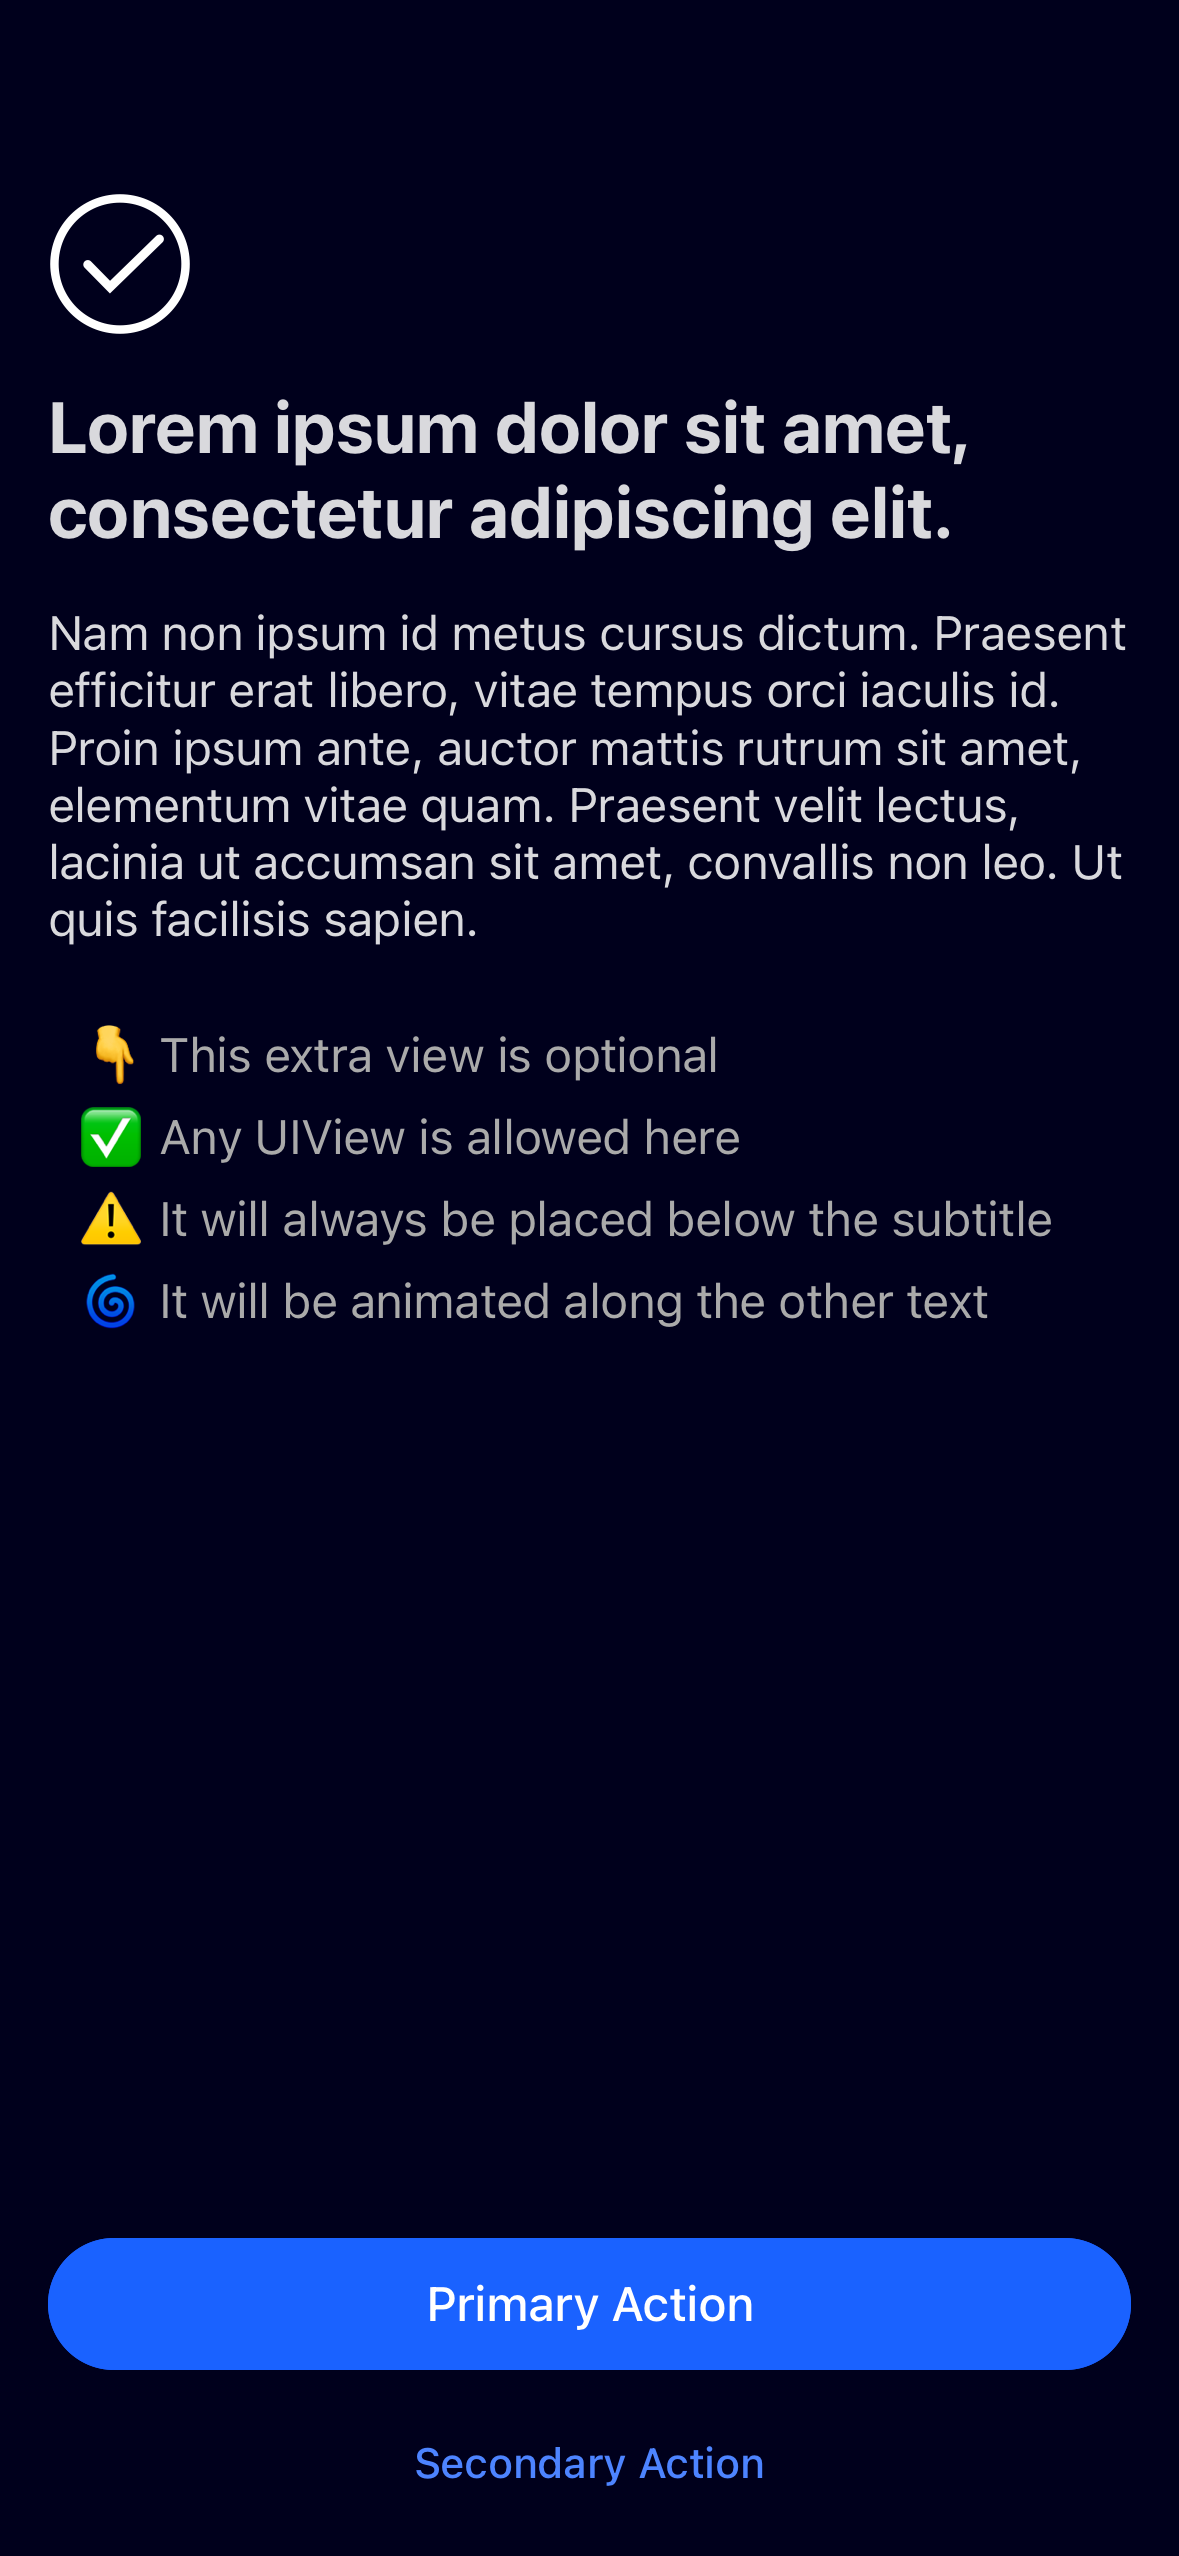 Lorem ipsum dolor sit amet,
consectetur adipiscing elit.
Nam non ipsum id metus cursus dictum. Praesent
efficitur erat libero, vitae tempus orci iaculis id.
Proin ipsum ante, auctor mattis rutrum sit amet,
elementum vitae quam. Praesent velit lectus,
lacinia ut accumsan sit amet, convallis non leo. Ut
quis facilisis sapien.
👇 This extra view is optional
✅ Any UIView is allowed here
⚠️ It will always be placed below the subtitle
🌀 It will be animated along the other text
Primary Action
Secondary Action